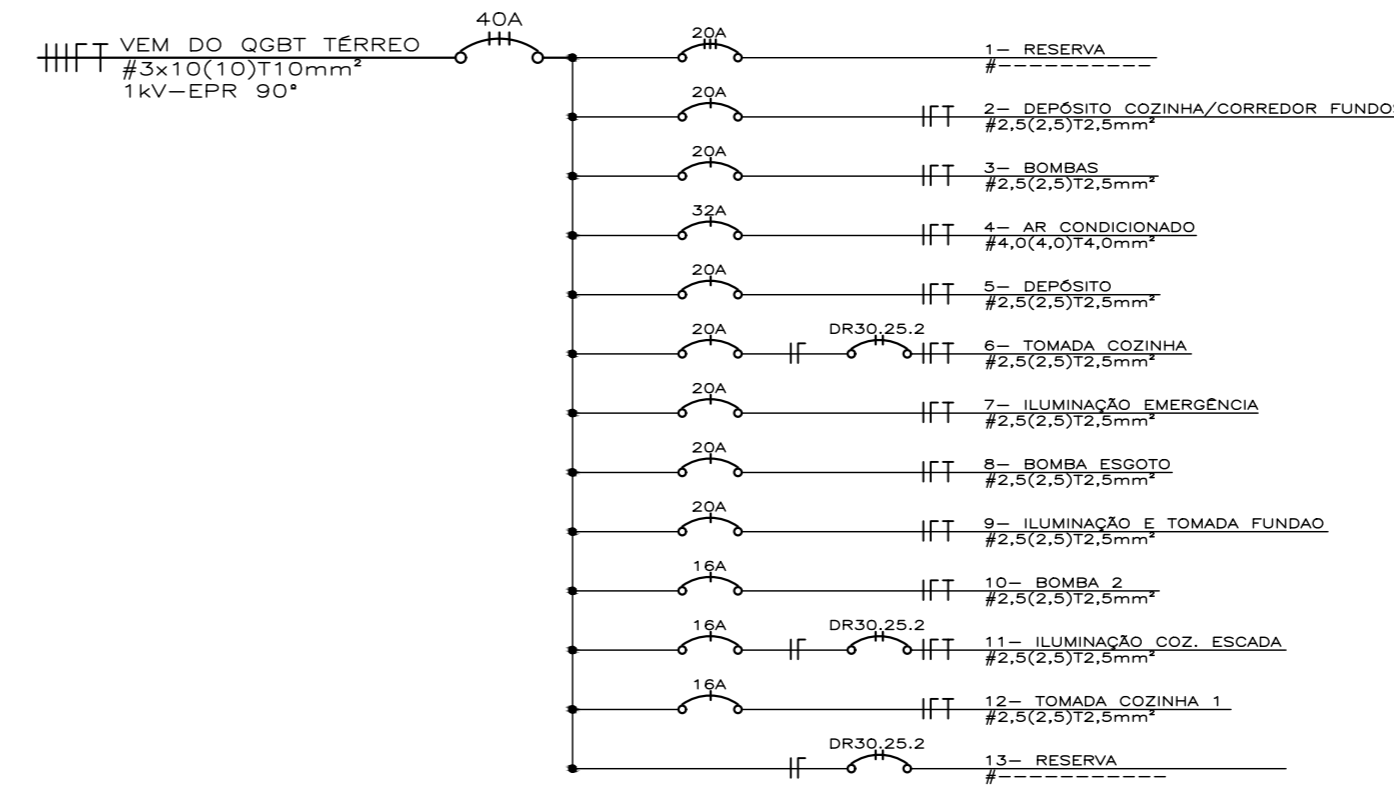 40A
VEM DO QGBT TÉRREO
#3x10(10)T10mm²
1kV-EPR 90°
20A
1- RESERVA
#-----------
20A
2- DEPÓSITO COZINHA/CORREDOR FUNDOS
#2,5(2,5)T2,5mm²
20A
3- BOMBAS
#2,5(2,5)T2,5mm²
32A
4- AR CONDICIONADO
#4,0(4,0)T4,0mm²
20A
5- DEPÓSITO
#2,5(2,5)T2,5mm²
20A
DR30.25.2
6- TOMADA COZINHA
#2,5(2,5)T2,5mm²
20A
7- ILUMINAÇÃO EMERGÊNCIA
#2,5(2,5)T2,5mm²
20A
8- BOMBA ESGOTO
#2,5(2,5)T2,5mm²
20A
9- ILUMINAÇÃO E TOMADA FUNDAO
#2,5(2,5)T2,5mm²
16A
10- BOMBA 2
#2,5(2,5)T2,5mm²
16A
DR30.25.2
11- ILUMINAÇÃO COZ. ESCADA
#2,5(2,5)T2,5mm²
16A
12- TOMADA COZINHA 1
#2,5(2,5)T2,5mm²
DR30.25.2
13- RESERVA
#------------